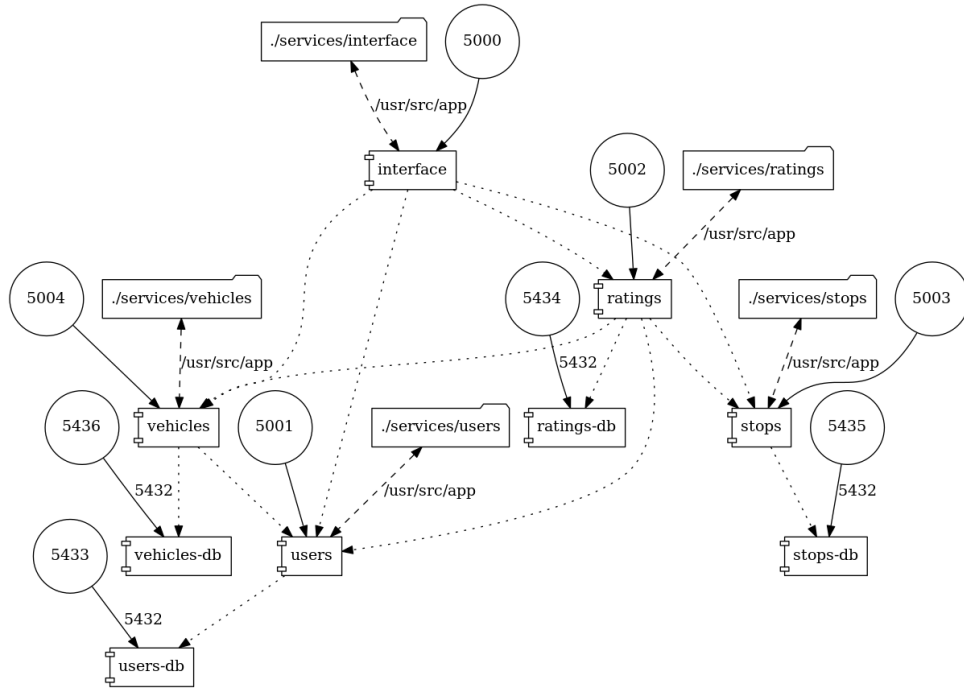 ./services/interface
5000
/usr/src/app
interface
5002
./services/ratings
/usr/src/app
5004
./services/vehicles
5434
ratings
./services/stops
5003
/usr/src/app
5432
/usr/src/app
5436
vehicles
5001
./services/users
ratings-db
stops
5435
5432
/usr/src/app
5432
5433
vehicles-db
users
stops-db
5432
users-db